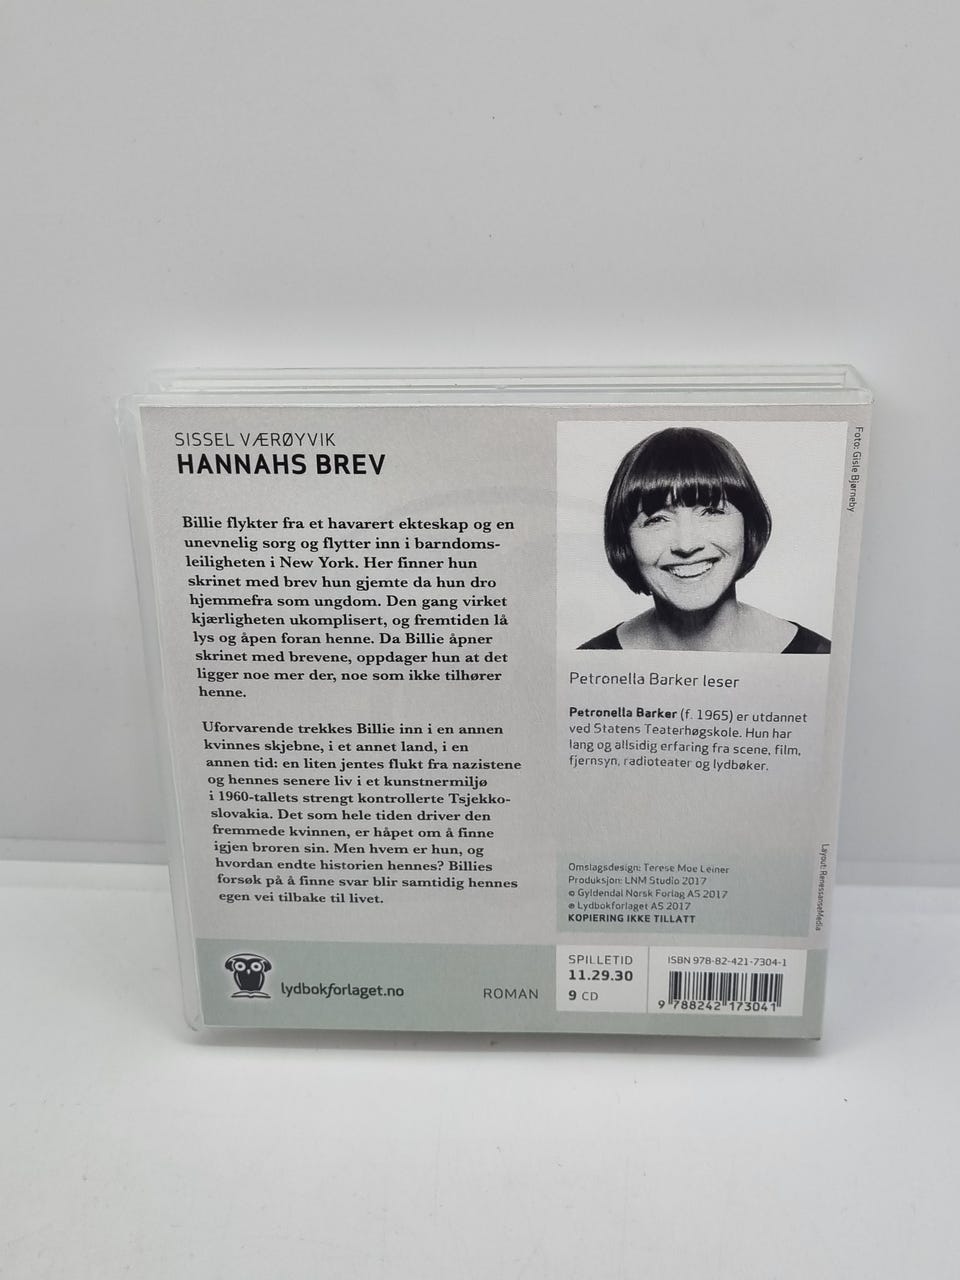 SISSEL VÆRØYVIK
HANNAHS BREV
Billie flykter fra et havarert ekteskap og en
unevnelig sorg og flytter inn i barndoms-
leiligheten i New York. Her finner hun
skrinet med brev hun gjemte da hun dro
hjemmefra som ungdom. Den gang virket
kjærligheten ukomplisert, og fremtiden lå
lys og åpen foran henne. Da Billie åpner
skrinet med brevene, oppdager hun at det
ligger noe mer der, noe som ikke tilhører
henne.
Uforvarende trekkes Billie inn i en annen
kvinnes skjebne, i et annet land, i en
annen tid: en liten jentes flukt fra nazistene
og hennes senere liv i et kunstnermiljø
i 1960-tallets strengt kontrollerte Tsjekko-
slovakia. Det som hele tiden driver den
fremmede kvinnen, er håpet om å finne
igjen broren sin. Men hvem er hun, og
hvordan endte historien hennes? Billies
forsøk på å finne svar blir samtidig hennes
egen vei tilbake til livet.
lydbokforlaget.no
ROMAN
Foto: Gisle Bjørneby
Petronella Barker leser
Petronella Barker (f. 1965) er utdannet
ved Statens Teaterhøgskole. Hun har
lang og allsidig erfaring fra scene, film,
fjernsyn, radioteater og lydbøker.
Omslagsdesign: Terese Moe Leiner
Produksjon: LNM Studio 2017
© Gyldendal Norsk Forlag AS 2017
℗ Lydbokforlaget AS 2017
KOPIERING IKKE TILLATT
Layout: RenessanseMedia
SPILLETID
11.29.30
9 CD
ISBN 978-82-421-7304-1
9 788242 173041